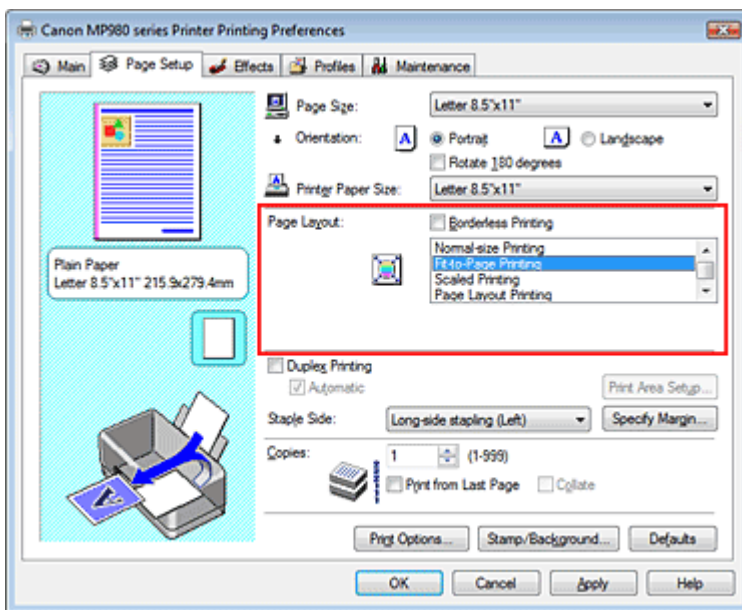 Canon MP980 series Printer Printing Preferences
Main Page Setup Effects Profiles Maintenance
Page Size: Letter 8.5"x11"
Orientation: A Portrait A Landscape
Rotate 180 degrees
Printer Paper Size: Letter 8.5"x11"
Page Layout: Borderless Printing
Normal-size Printing
Fit-to-Page Printing
Scaled Printing
Page Layout Printing
Plain Paper
Letter 8.5"x11" 215.9x279.4mm
Duplex Printing
Automatic Print Area Setup...
Staple Side: Long-side stapling (Left) Specify Margin...
Copies: 1 (1-999)
Print from Last Page Collate
A
Print Options... Stamp/Background... Defaults
OK Cancel Apply Help